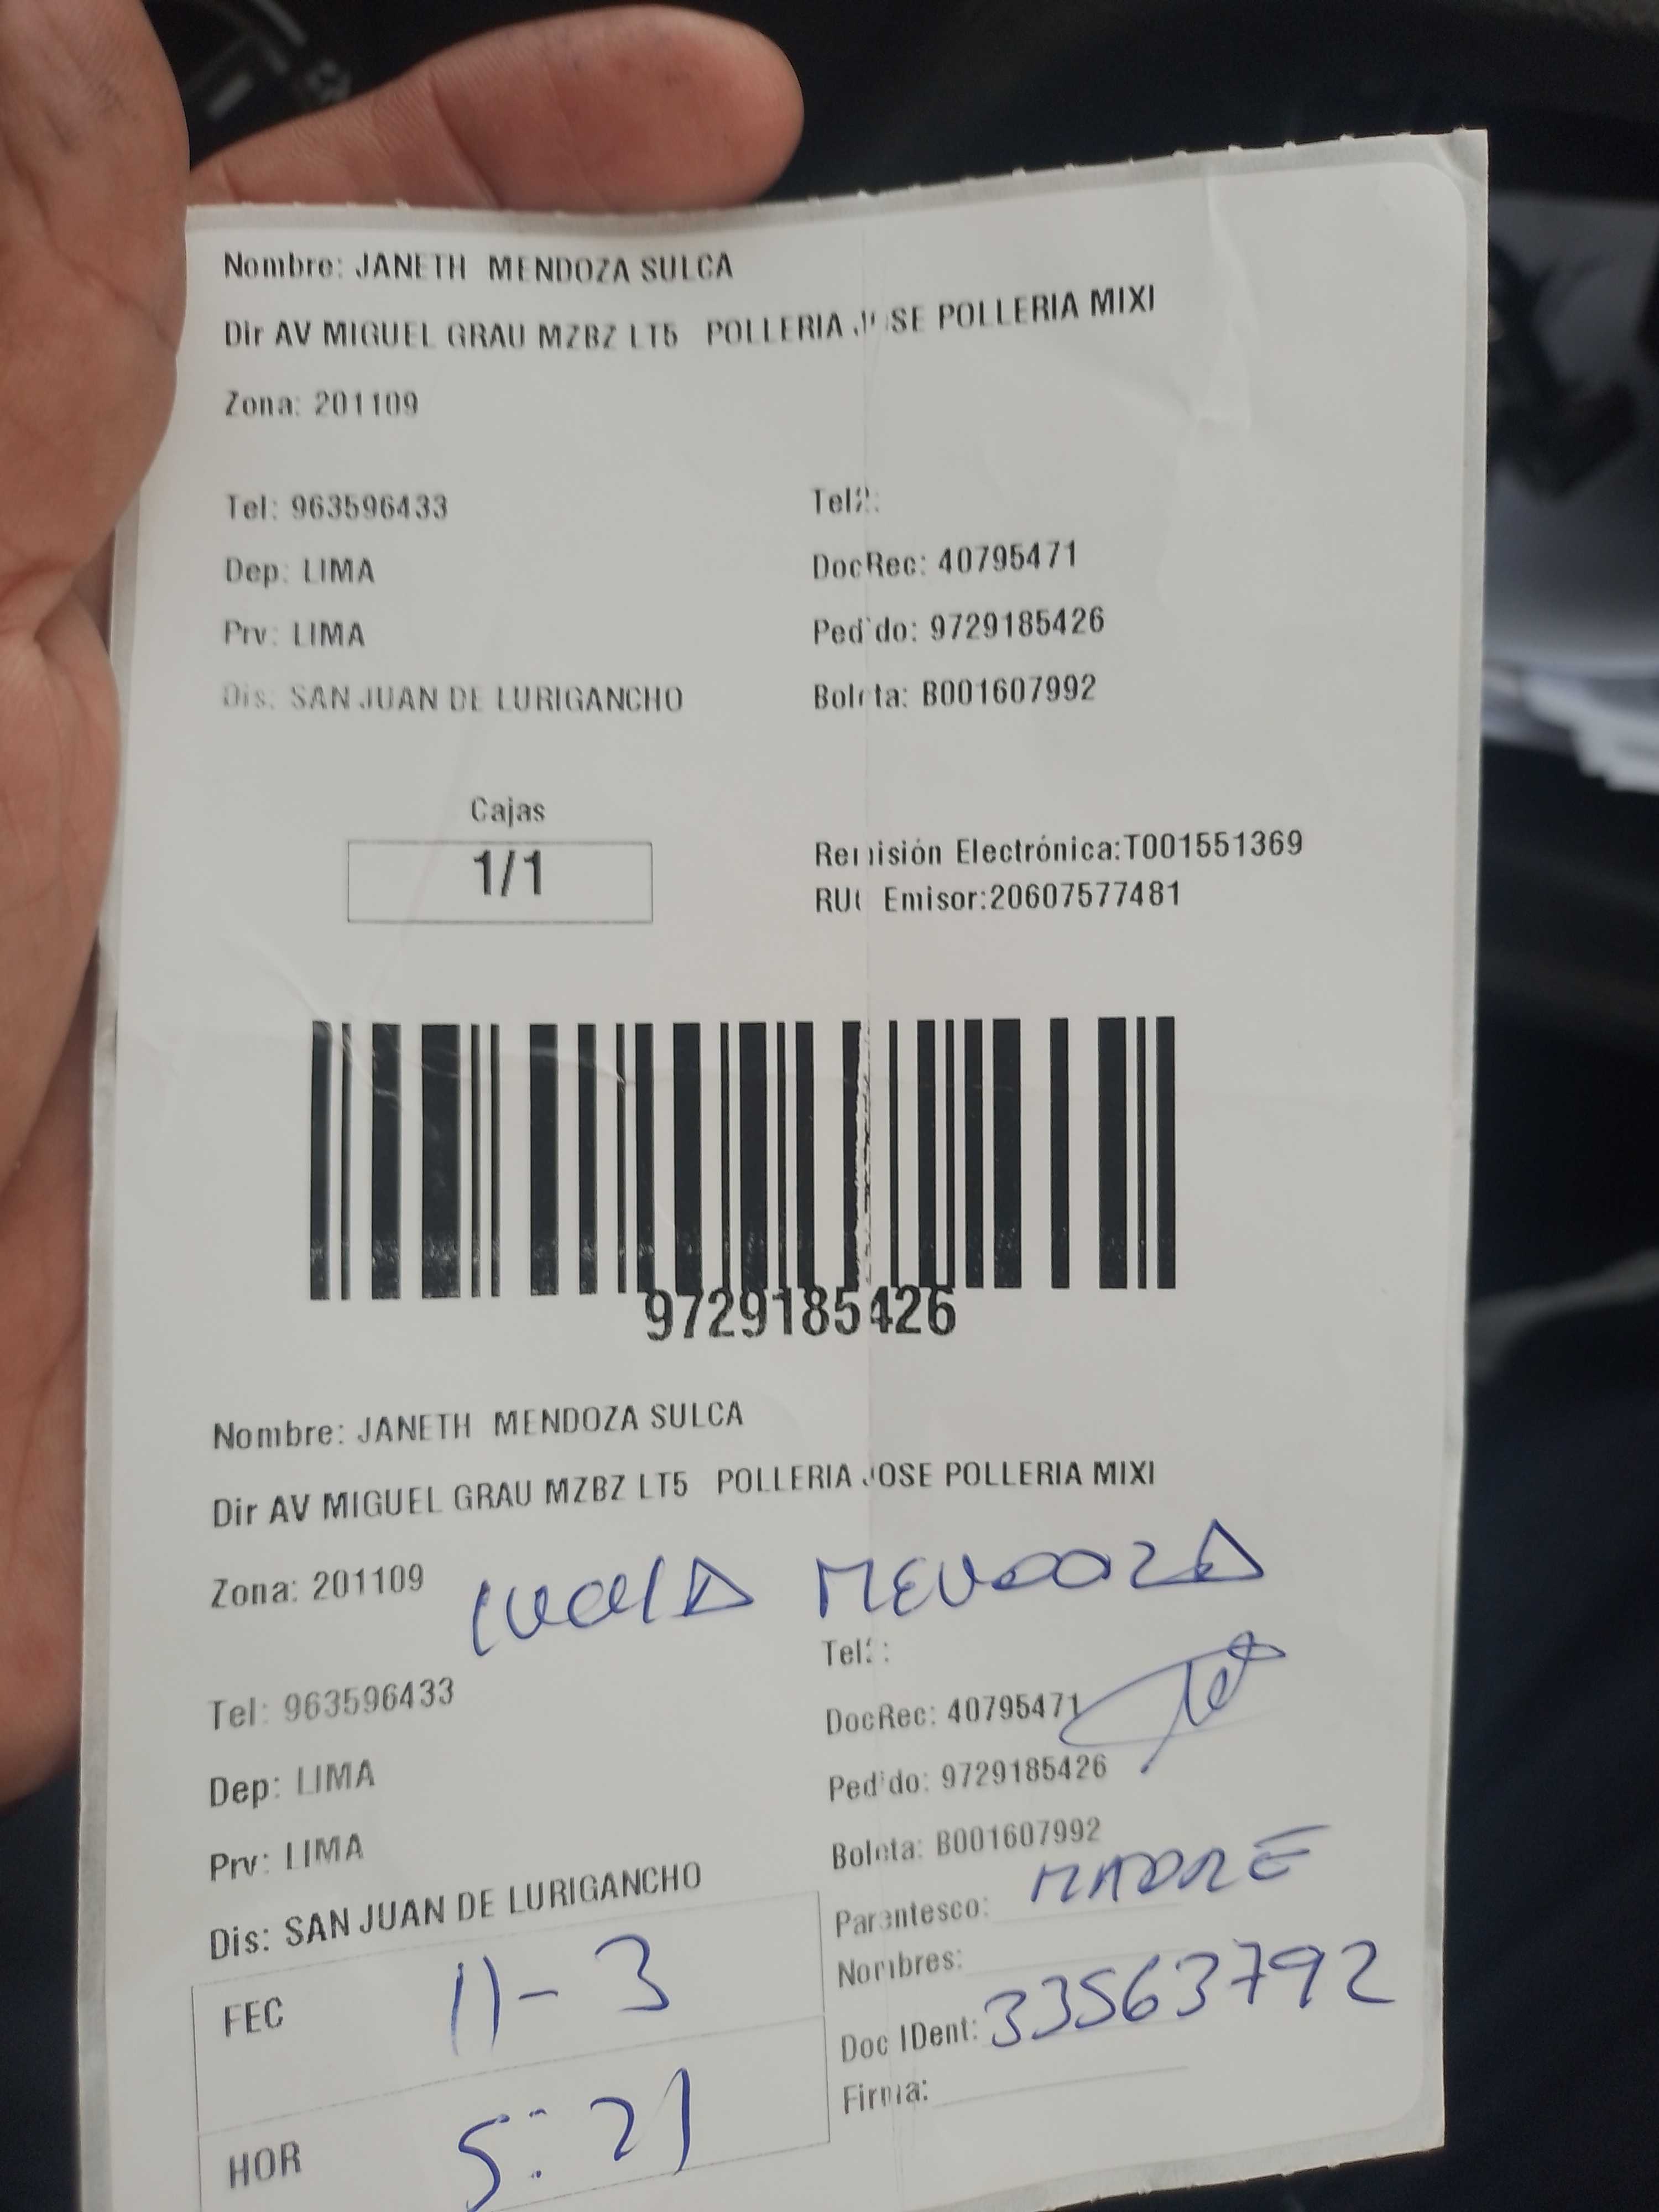 Nombre: JANETH MENDOZA SULCA
Dir AV MIGUEL GRAU MZBZ LT5 POLLERIA JOSE POLLERIA MIXI
Zona: 201109
Tel: 963596433 Tel2:
Dep: LIMA DocRec: 40795471
Prv: LIMA Pedido: 9729185426
Dis: SAN JUAN DE LURIGANCHO Boleta: B001607992
Cajas
1/1
Remisión Electrónica:T001551369
RUC Emisor:20607577481
9729185426
Nombre: JANETH MENDOZA SULCA
Dir AV MIGUEL GRAU MZBZ LT5 POLLERIA JOSE POLLERIA MIXI
Zona: 201109
MENDOZA
Tel: 963596433 Tel2:
Dep: LIMA DocRec: 40795471
Prv: LIMA Pedido: 9729185426
Dis: SAN JUAN DE LURIGANCHO Boleta: B001607992
Parentesco: MADRE
Nombres:
Doc IDent: 33563792
Firma:
FEC 11-3
HOR 5:21